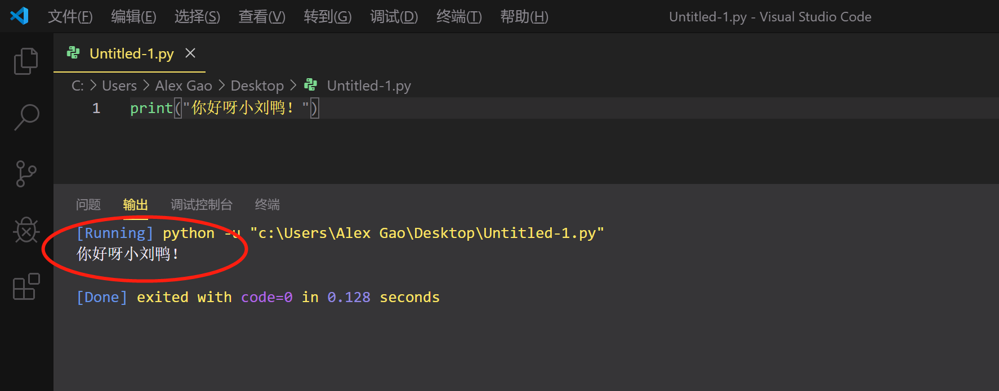 文件(F) 编辑(E) 选择(S) 查看(V) 转到(G) 调试(D) 终端(T) 帮助(H) Untitled-1.py - Visual Studio Code
Untitled-1.py
C: > Users > Alex Gao > Desktop > Untitled-1.py
1 print("你好呀小刘鸭！")
问题 输出 调试控制台 终端
[Running] python -u "c:\Users\Alex Gao\Desktop\Untitled-1.py"
你好呀小刘鸭！
[Done] exited with code=0 in 0.128 seconds